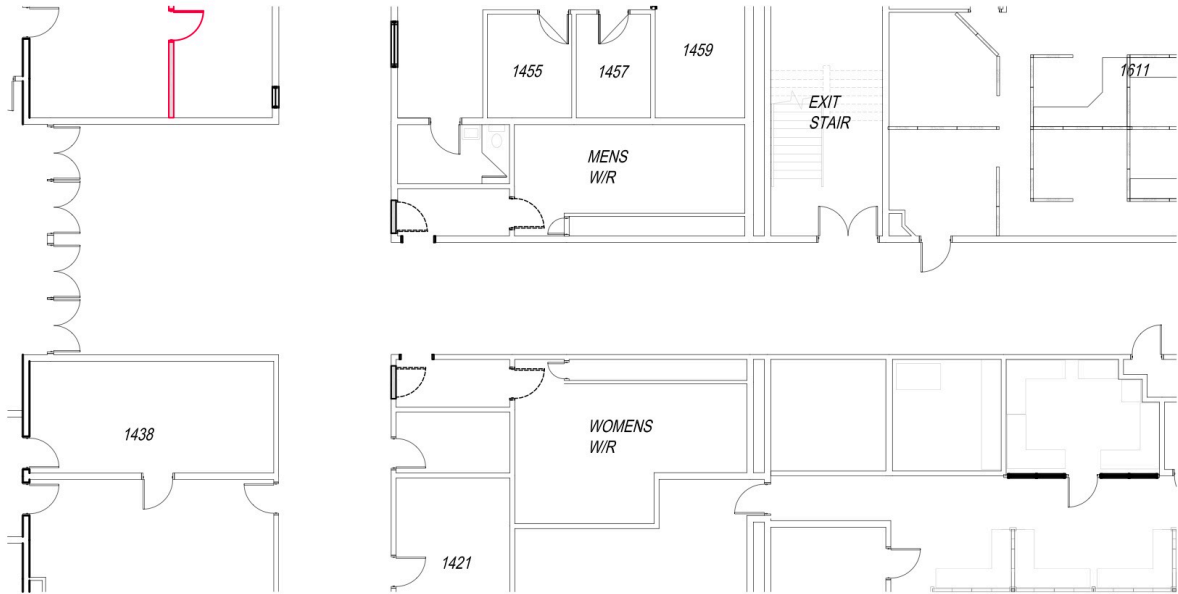 1455
1457
1459
1611
EXIT
STAIR
MENS
W/R
1438
WOMENS
W/R
1421